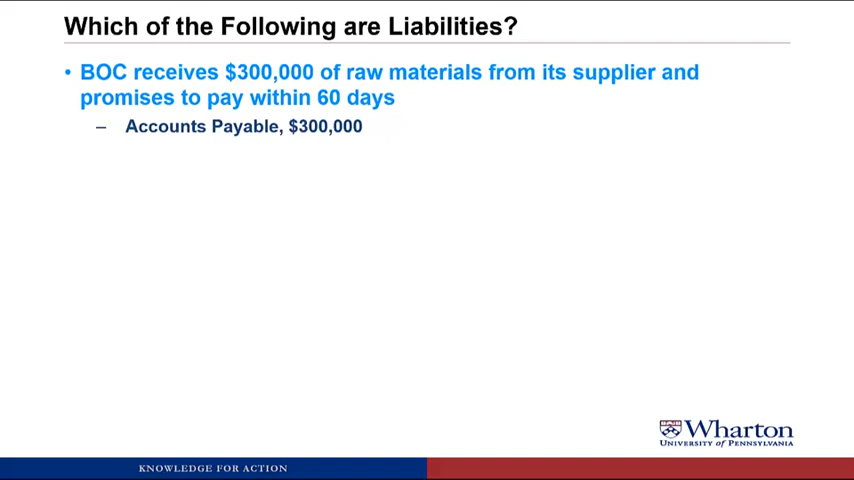 Which of the Following are Liabilities?
• BOC receives $300,000 of raw materials from its supplier and
promises to pay within 60 days
– Accounts Payable, $300,000
Wharton
UNIVERSITY of PENNSYLVANIA
KNOWLEDGE FOR ACTION